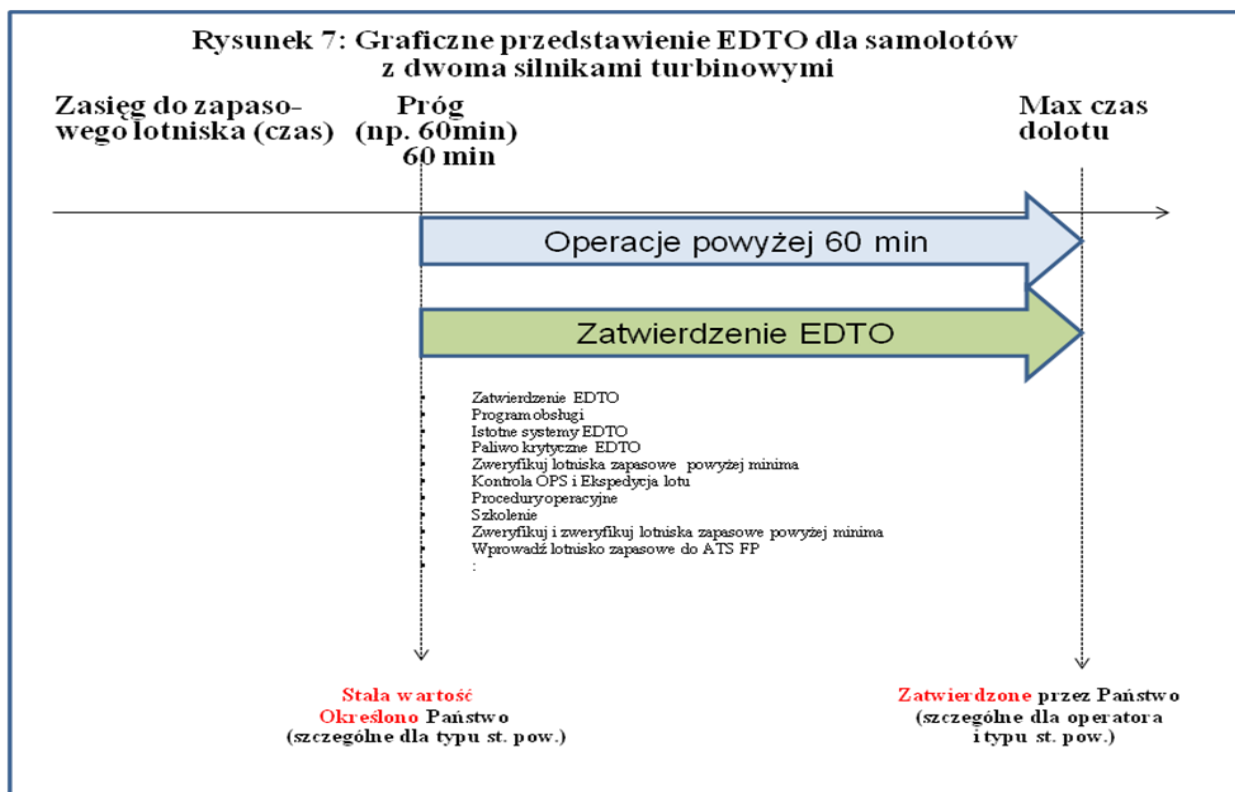 Rysunek 7: Graficzne przedstawienie EDTO dla samolotów
z dwoma silnikami turbinowymi
Zasięg do zapaso-
wego lotniska (czas)
Próg
(np. 60min)
60 min
Max czas
dolotu
Operacje powyżej 60 min
Zatwierdzenie EDTO
Zatwierdzenie EDTO
Program obsługi
Istotne systemy EDTO
Paliwo krytyczne EDTO
Zweryfikuj lotniska zapasowe powyżej minima
Kontrola OPS i Ekspedycja lotu
Procedury operacyjne
Szkolenie
Zweryfikuj i zweryfikuj lotniska zapasowe powyżej minima
Wprowadź lotnisko zapasowe do ATS FP
:
Stala wartość
Określono Państwo
(szczególne dla typu st. pow.)
Zatwierdzone przez Państwo
(szczególne dla operatora
i typu st. pow.)